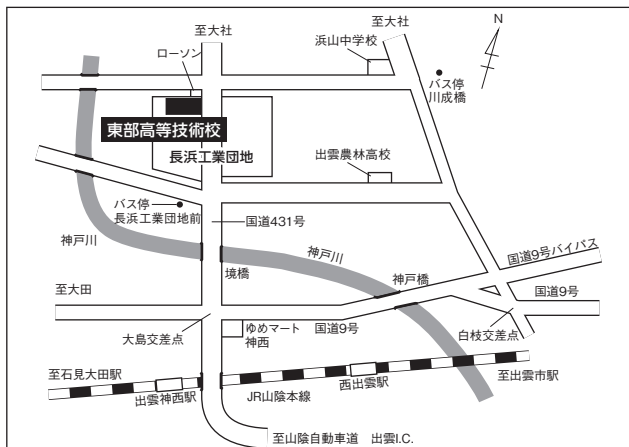 至大社
至大社
N
ローソン
浜山中学校
バス停
川成橋
東部高等技術校
長浜工業団地
出雲農林高校
バス停
長浜工業団地前
国道431号
神戸川
神戸川
境橋
神戸橋
国道9号バイパス
至大田
国道9号
大島交差点
ゆめマート
神西
国道9号
白枝交差点
至石見大田駅
出雲神西駅
JR山陰本線
西出雲駅
至出雲市駅
至山陰自動車道 出雲I.C.